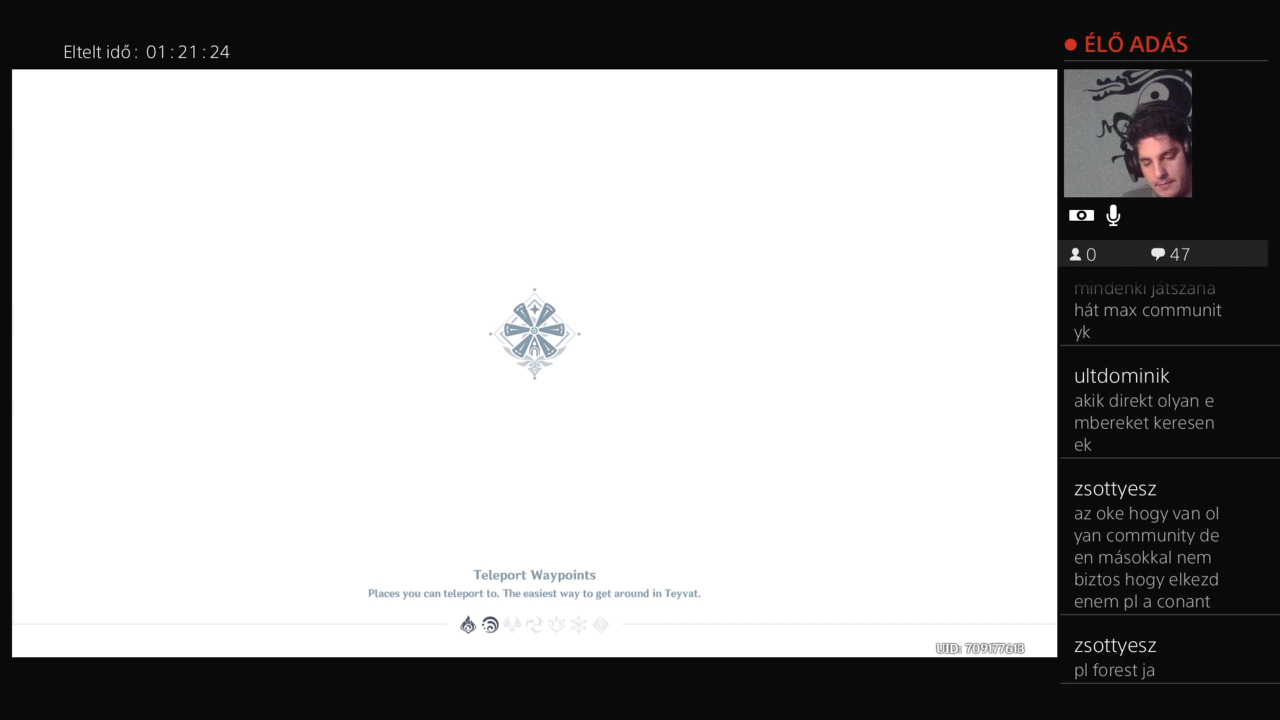 Eltelt idő : 01 : 21 : 24
ÉLŐ ADÁS
0
47
mindenki játszana
hát max communit
yk
ultdominik
akik direkt olyan e
mbereket keresen
ek
zsottyesz
az oke hogy van ol
yan community de
en másokkal nem
biztos hogy elkezd
enem pl a conant
zsottyesz
pl forest ja
Teleport Waypoints
Places you can teleport to. The easiest way to get around in Teyvat.
UID: 709177613